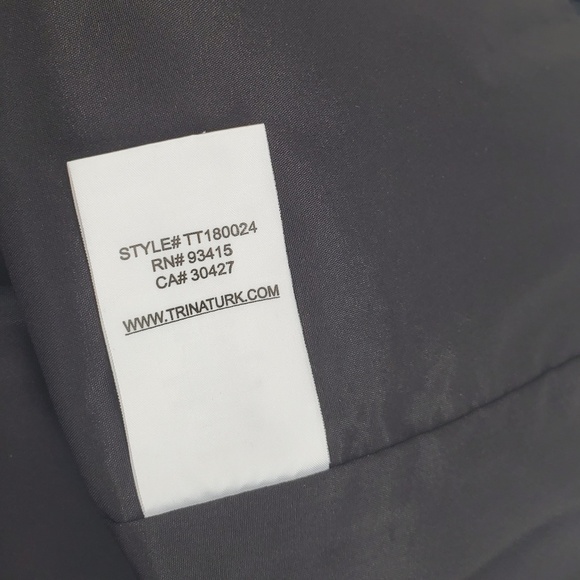 STYLE# TT180024
RN# 93415
CA# 30427
WWW.TRINATURK.COM